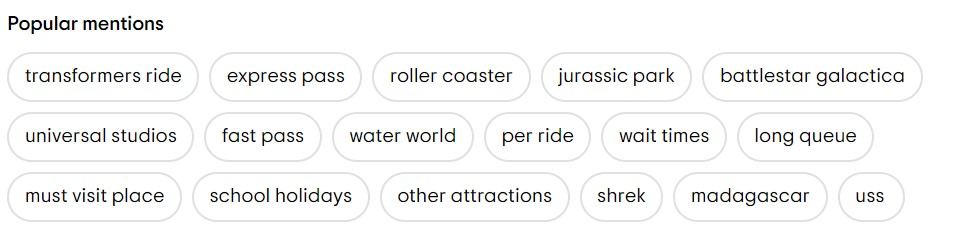 Popular mentions
transformers ride express pass roller coaster jurassic park battlestar galactica
universal studios fast pass water world per ride wait times long queue
must visit place school holidays other attractions shrek madagascar uss